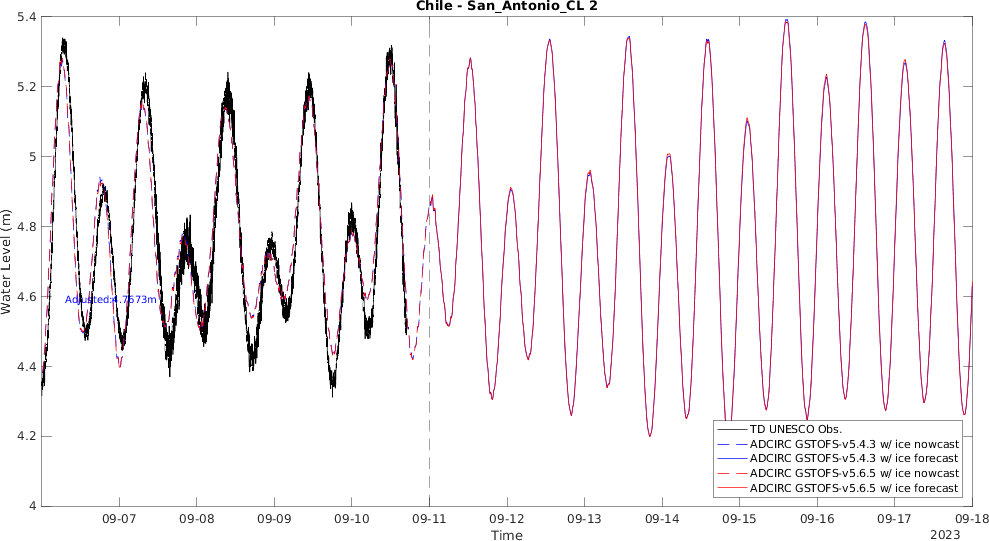 Chile - San_Antonio_CL 2
5.4
5.2
5
4.8
4.6
4.4
4.2
4
Water Level (m)
Adjusted:4.7673m
TD UNESCO Obs.
ADCIRC GSTOFS-v5.4.3 w/ ice nowcast
ADCIRC GSTOFS-v5.4.3 w/ ice forecast
ADCIRC GSTOFS-v5.6.5 w/ ice nowcast
ADCIRC GSTOFS-v5.6.5 w/ ice forecast
09-07 09-08 09-09 09-10 09-11 09-12 09-13 09-14 09-15 09-16 09-17 09-18
Time
2023